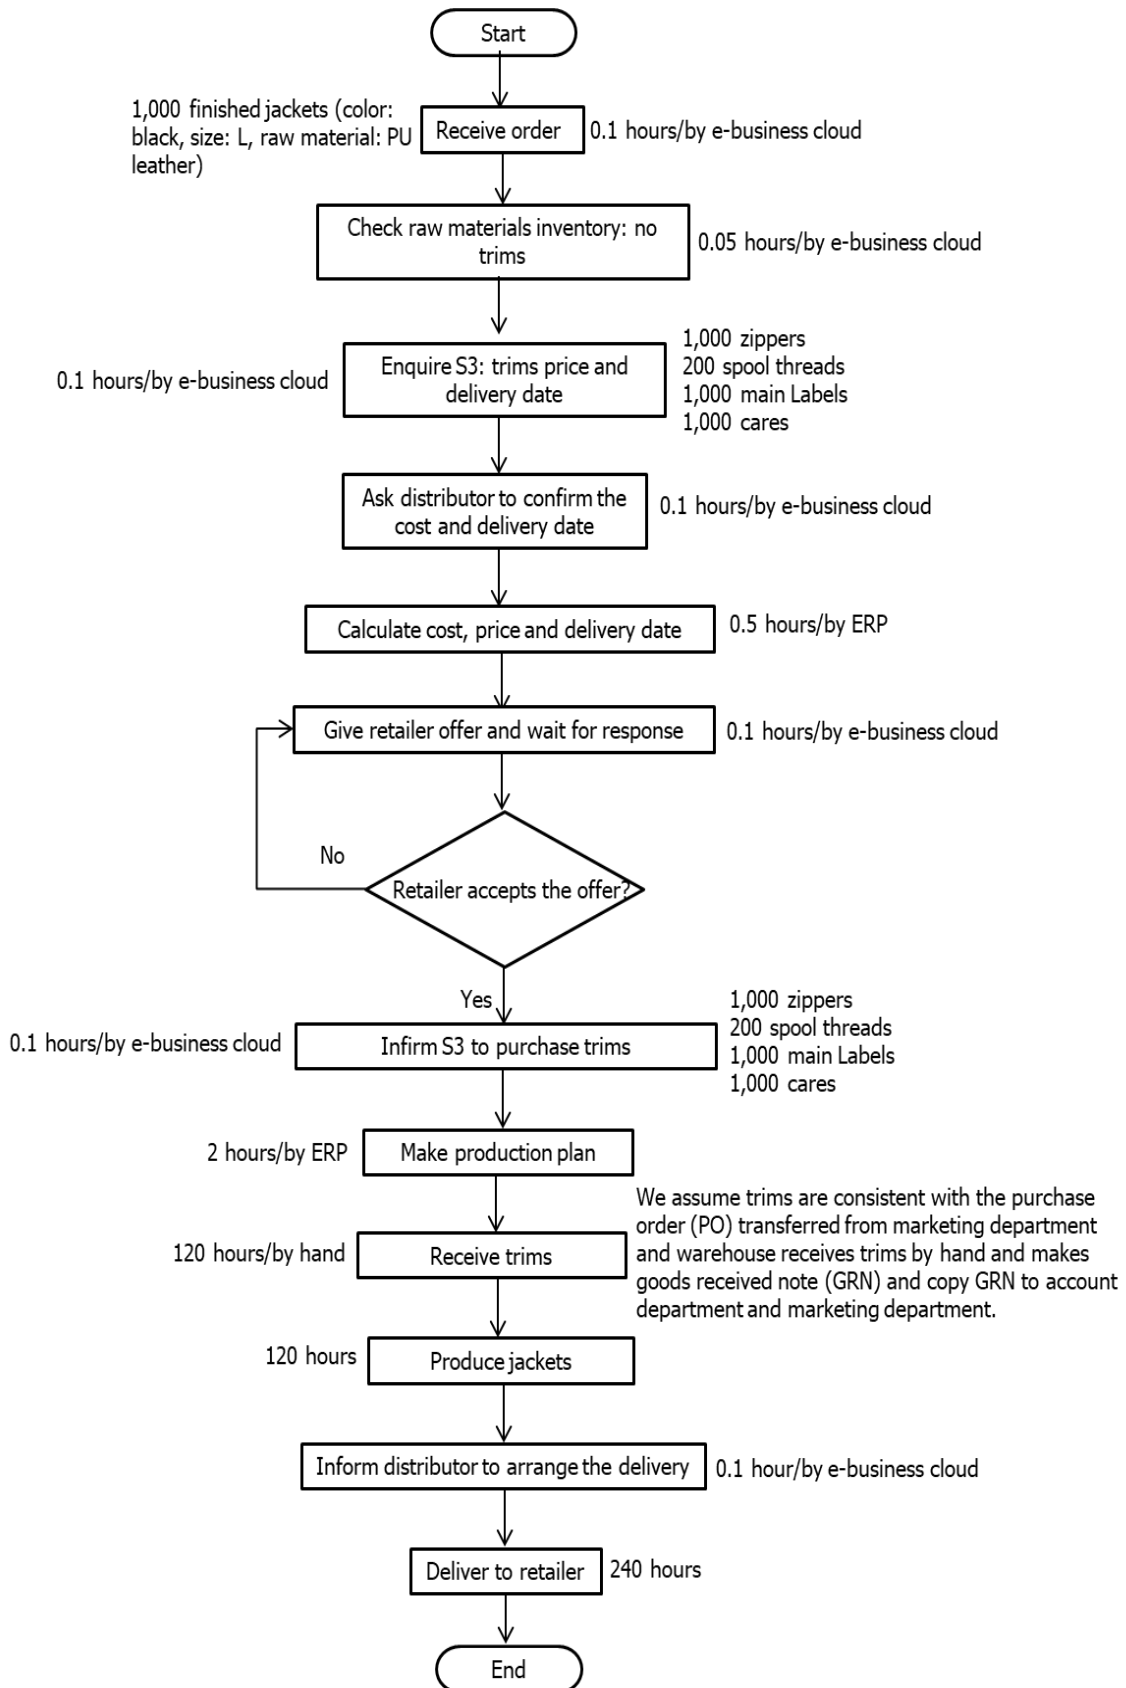 Start
1,000 finished jackets (color:
black, size: L, raw material: PU
leather)
Receive order
0.1 hours/by e-business cloud
Check raw materials inventory: no
trims
0.05 hours/by e-business cloud
0.1 hours/by e-business cloud
Enquire S3: trims price and
delivery date
1,000 zippers
200 spool threads
1,000 main Labels
1,000 cares
Ask distributor to confirm the
cost and delivery date
0.1 hours/by e-business cloud
Calculate cost, price and delivery date
0.5 hours/by ERP
Give retailer offer and wait for response
0.1 hours/by e-business cloud
No
Retailer accepts the offer?
Yes
0.1 hours/by e-business cloud
Infirm S3 to purchase trims
1,000 zippers
200 spool threads
1,000 main Labels
1,000 cares
2 hours/by ERP
Make production plan
120 hours/by hand
Receive trims
We assume trims are consistent with the purchase
order (PO) transferred from marketing department
and warehouse receives trims by hand and makes
goods received note (GRN) and copy GRN to account
department and marketing department.
120 hours
Produce jackets
Inform distributor to arrange the delivery
0.1 hour/by e-business cloud
Deliver to retailer
240 hours
End